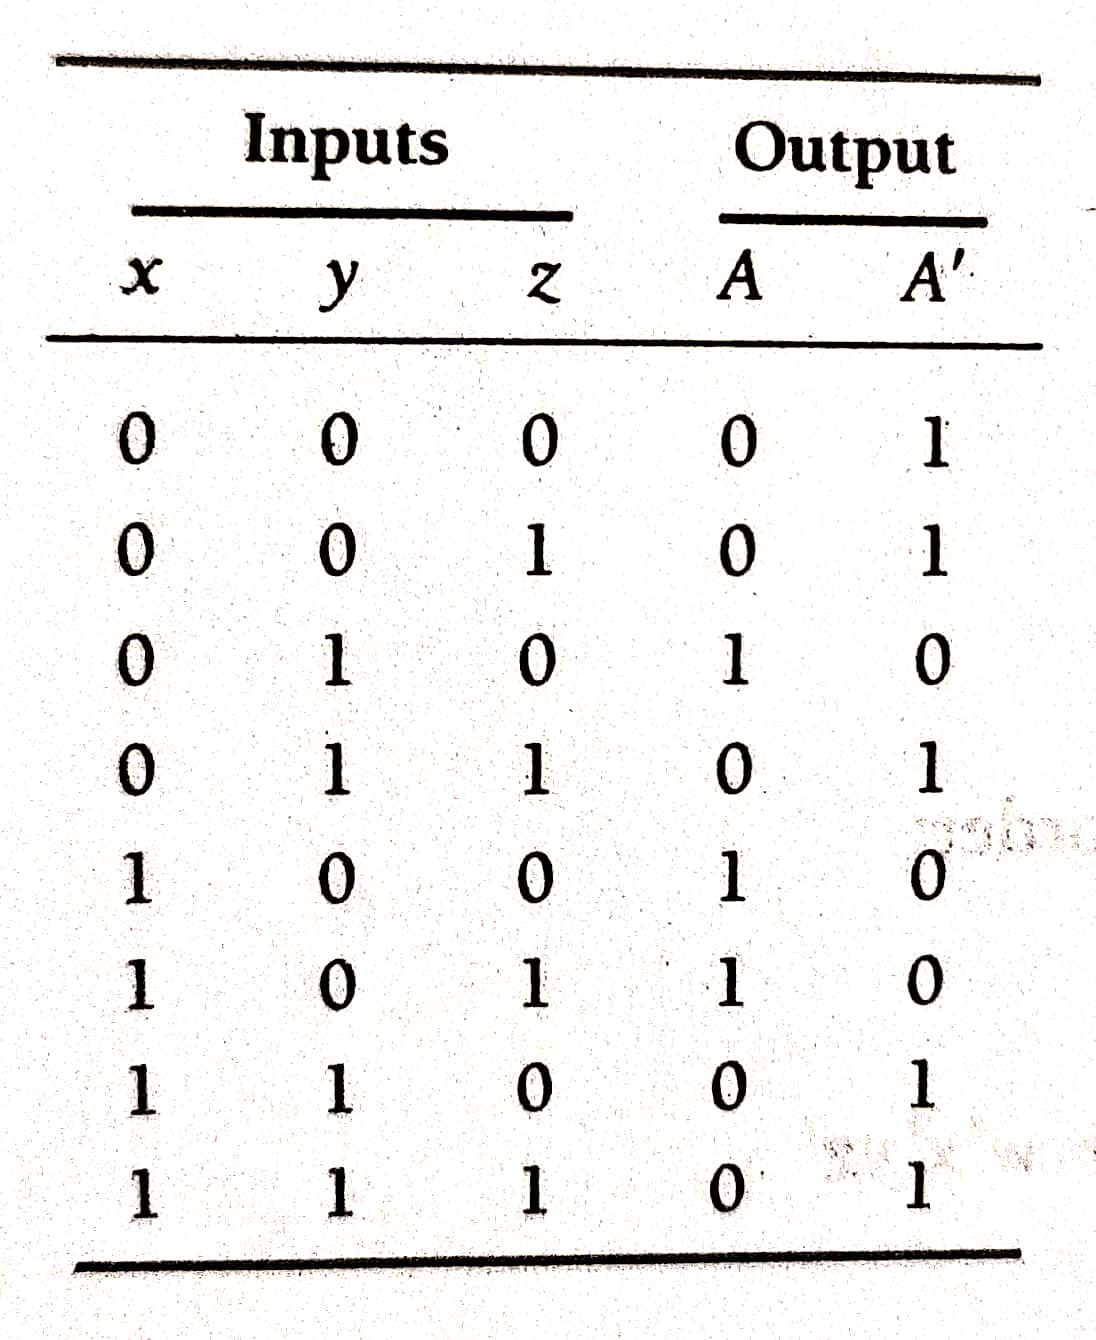 Inputs Output
x y z A A'
0 0 0 0 1
0 0 1 0 1
0 1 0 1 0
0 1 1 0 1
1 0 0 1 0
1 0 1 1 0
1 1 0 0 1
1 1 1 0 1